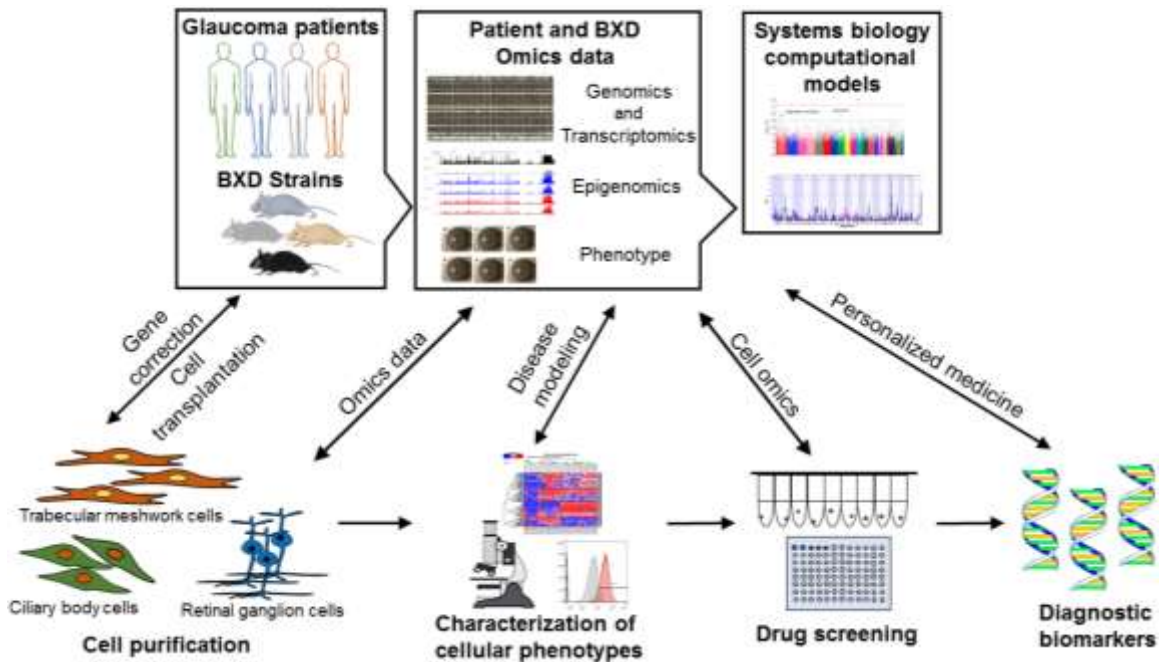 Glaucoma patients
BXD Strains
Patient and BXD
Omics data
Genomics
and
Transcriptomics
Epigenomics
Phenotype
Systems biology
computational
models
Gene
correction
Cell
transplantation
Omics data
Disease
modeling
Cell omics
Personalized medicine
Trabecular meshwork cells
Ciliary body cells
Retinal ganglion cells
Cell purification
Characterization of
cellular phenotypes
Drug screening
Diagnostic
biomarkers